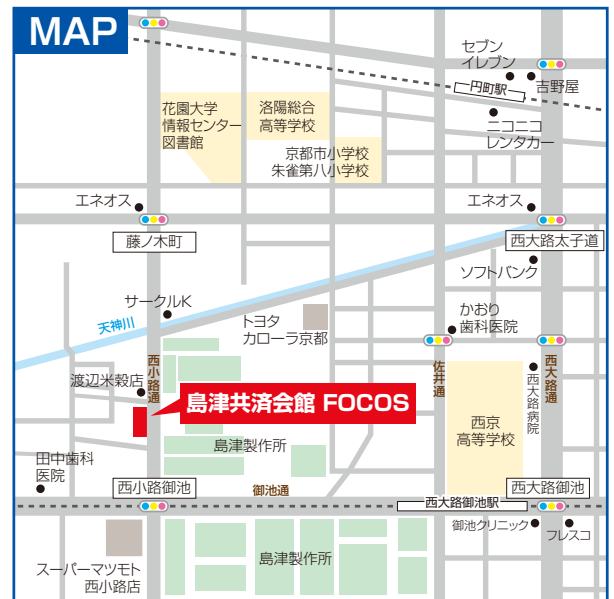 MAP
セブン
イレブン
吉野屋
円町駅
ニコニコ
レンタカー
花園大学
情報センター
図書館
洛陽総合
高等学校
京都市小学校
朱雀第八小学校
エネオス
エネオス
藤ノ木町
西大路太子道
ソフトバンク
サークルK
天神川
トヨタ
カローラ京都
かおり
歯科医院
西小路通
佐井通
西大路通
渡辺米穀店
島津共済会館 FOCOS
西大路病院
西京
高等学校
島津製作所
田中歯科
医院
西小路御池
御池通
西大路御池駅
西大路御池
御池クリニック
フレスコ
島津製作所
スーパーマツモト
西小路店